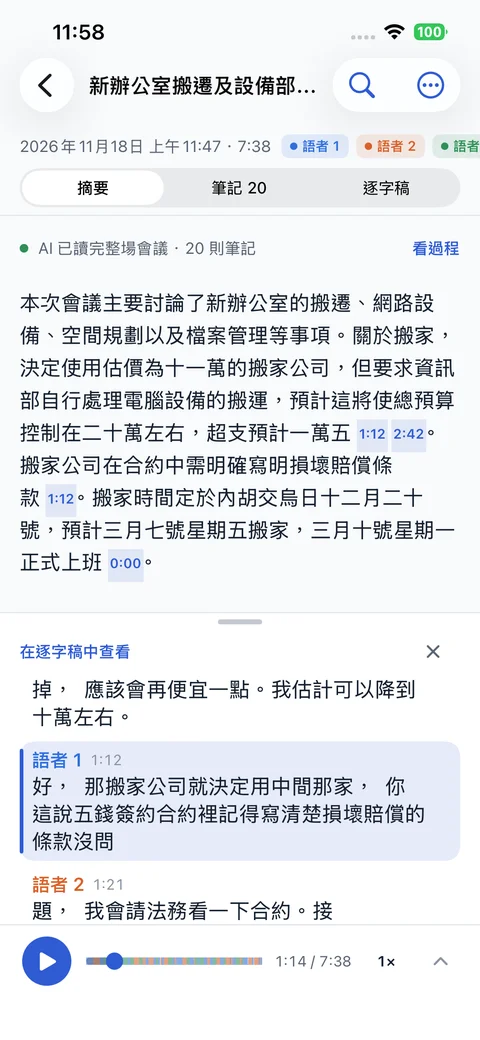 11:58
100
新辦公室搬遷及設備部...
2026年11月18日 上午11:47 · 7:38
語者 1
語者 2
語者
摘要
筆記 20
逐字稿
AI 已讀完整場會議 · 20 則筆記
看過程
本次會議主要討論了新辦公室的搬遷、網路設
備、空間規劃以及檔案管理等事項。關於搬家，
決定使用估價為十一萬的搬家公司，但要求資訊
部自行處理電腦設備的搬運，預計這將使總預算
控制在二十萬左右，超支預計一萬五 1:12 2:42。
搬家公司在合約中需明確寫明損壞賠償條
款 1:12。搬家時間定於內胡交烏日十二月二十
號，預計三月七號星期五搬家，三月十號星期一
正式上班 0:00。
在逐字稿中查看
掉， 應該會再便宜一點。我估計可以降到
十萬左右。
語者 1 1:12
好， 那搬家公司就決定用中間那家， 你
這說五錢簽約合約裡記得寫清楚損壞賠償的
條款沒問
語者 2 1:21
題， 我會請法務看一下合約。接
1:14 / 7:38
1×